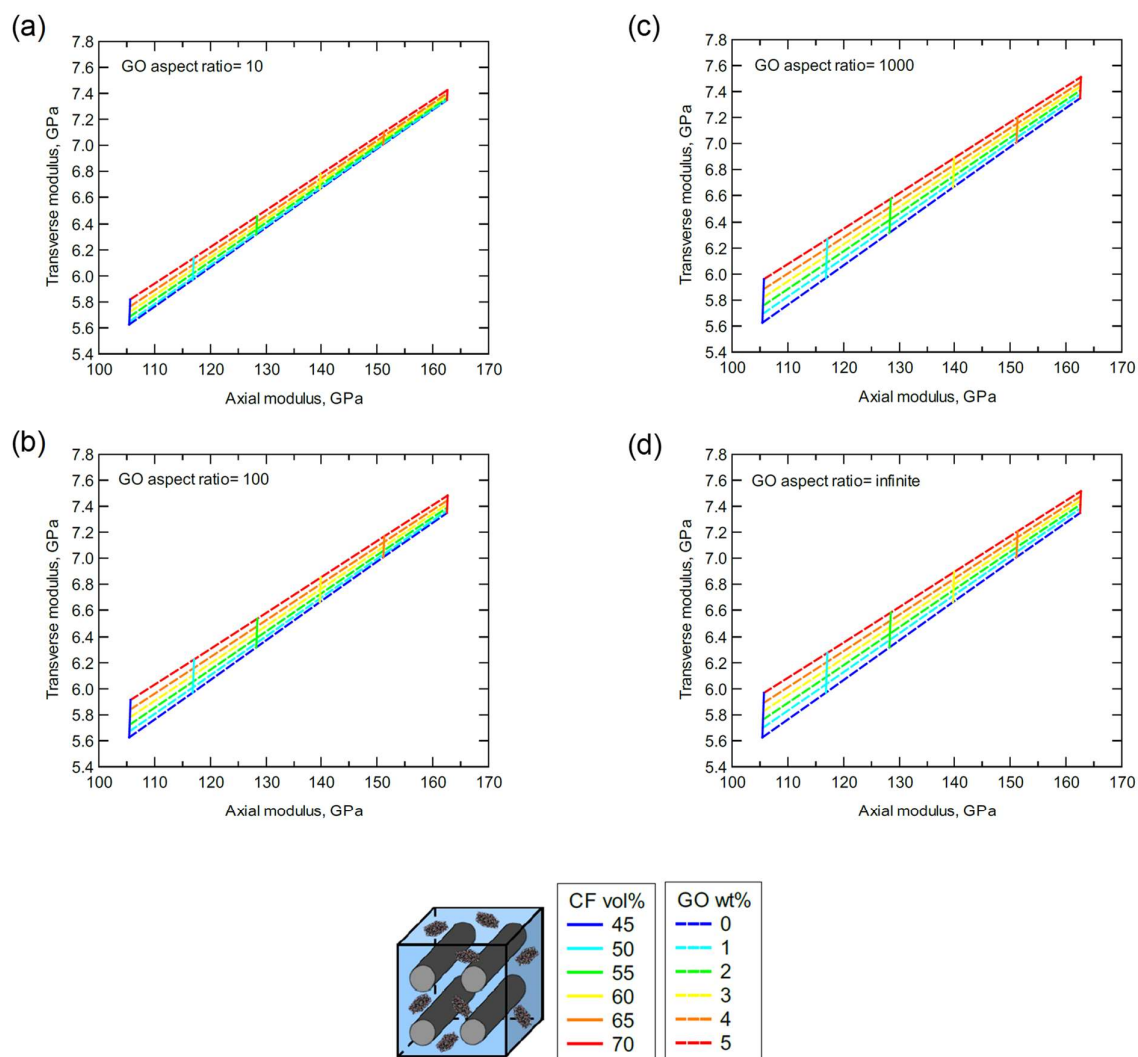 (a)
7.8
7.6
7.4
7.2
7.0
6.8
6.6
6.4
6.2
6.0
5.8
5.6
5.4
Transverse modulus, GPa
GO aspect ratio= 10
100 110 120 130 140 150 160 170
Axial modulus, GPa
(c)
7.8
7.6
7.4
7.2
7.0
6.8
6.6
6.4
6.2
6.0
5.8
5.6
5.4
Transverse modulus, GPa
GO aspect ratio= 1000
100 110 120 130 140 150 160 170
Axial modulus, GPa
(b)
7.8
7.6
7.4
7.2
7.0
6.8
6.6
6.4
6.2
6.0
5.8
5.6
5.4
Transverse modulus, GPa
GO aspect ratio= 100
100 110 120 130 140 150 160 170
Axial modulus, GPa
(d)
7.8
7.6
7.4
7.2
7.0
6.8
6.6
6.4
6.2
6.0
5.8
5.6
5.4
Transverse modulus, GPa
GO aspect ratio= infinite
100 110 120 130 140 150 160 170
Axial modulus, GPa
CF vol%
45
50
55
60
65
70
GO wt%
0
1
2
3
4
5